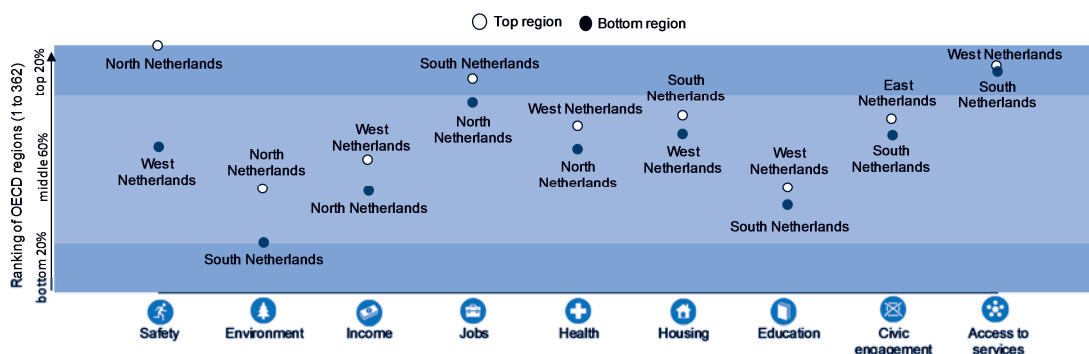 Top region
Bottom region
Ranking of OECD regions (1 to 362)
top 20%
middle 60%
bottom 20%
North Netherlands
West
Netherlands
North
Netherlands
South Netherlands
West
Netherlands
North Netherlands
South Netherlands
North
Netherlands
West Netherlands
North
Netherlands
South
Netherlands
West
Netherlands
West
Netherlands
South Netherlands
East
Netherlands
South
Netherlands
West Netherlands
South
Netherlands
Safety
Environment
Income
Jobs
Health
Housing
Education
Civic
engagement
Access to
services